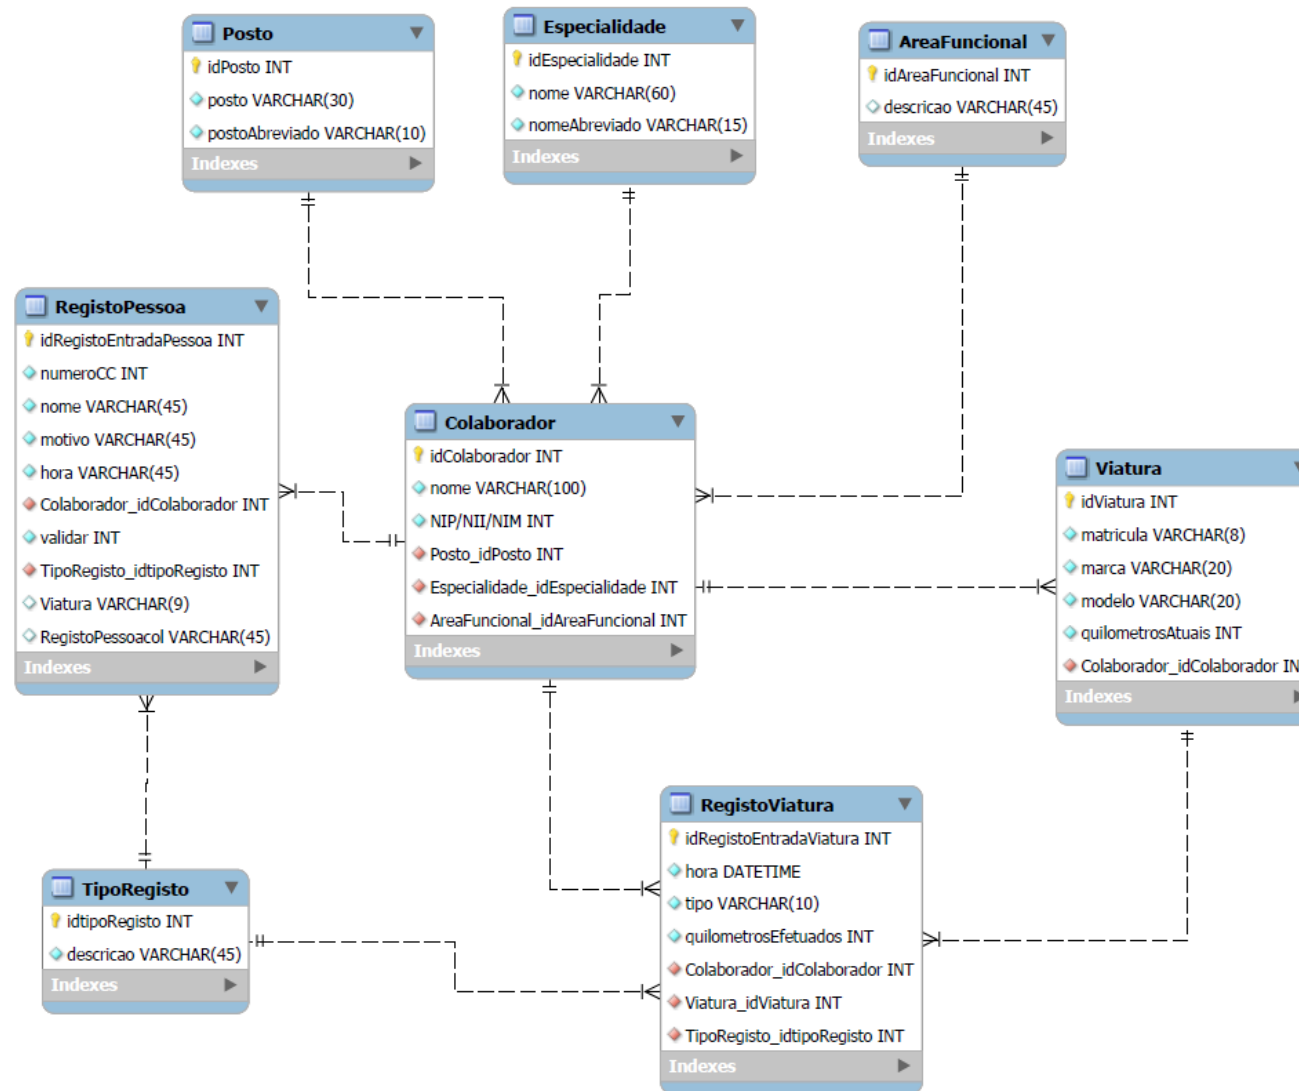 Posto
idPosto INT
posto VARCHAR(30)
postoAbreviado VARCHAR(10)
Indexes
Especialidade
idEspecialidade INT
nome VARCHAR(60)
nomeAbreviado VARCHAR(15)
Indexes
AreaFuncional
idAreaFuncional INT
descricao VARCHAR(45)
Indexes
RegistoPessoa
idRegistoEntradaPessoa INT
numeroCC INT
nome VARCHAR(45)
motivo VARCHAR(45)
hora VARCHAR(45)
Colaborador_idColaborador INT
validar INT
TipoRegisto_idtipoRegisto INT
Viatura VARCHAR(9)
RegistoPessoacol VARCHAR(45)
Indexes
Colaborador
idColaborador INT
nome VARCHAR(100)
NIP/NII/NIM INT
Posto_idPosto INT
Especialidade_idEspecialidade INT
AreaFuncional_idAreaFuncional INT
Indexes
Viatura
idViatura INT
matricula VARCHAR(8)
marca VARCHAR(20)
modelo VARCHAR(20)
quilometrosAtuais INT
Colaborador_idColaborador IN
Indexes
TipoRegisto
idtipoRegisto INT
descricao VARCHAR(45)
Indexes
RegistoViatura
idRegistoEntradaViatura INT
hora DATETIME
tipo VARCHAR(10)
quilometrosEfetuados INT
Colaborador_idColaborador INT
Viatura_idViatura INT
TipoRegisto_idtipoRegisto INT
Indexes